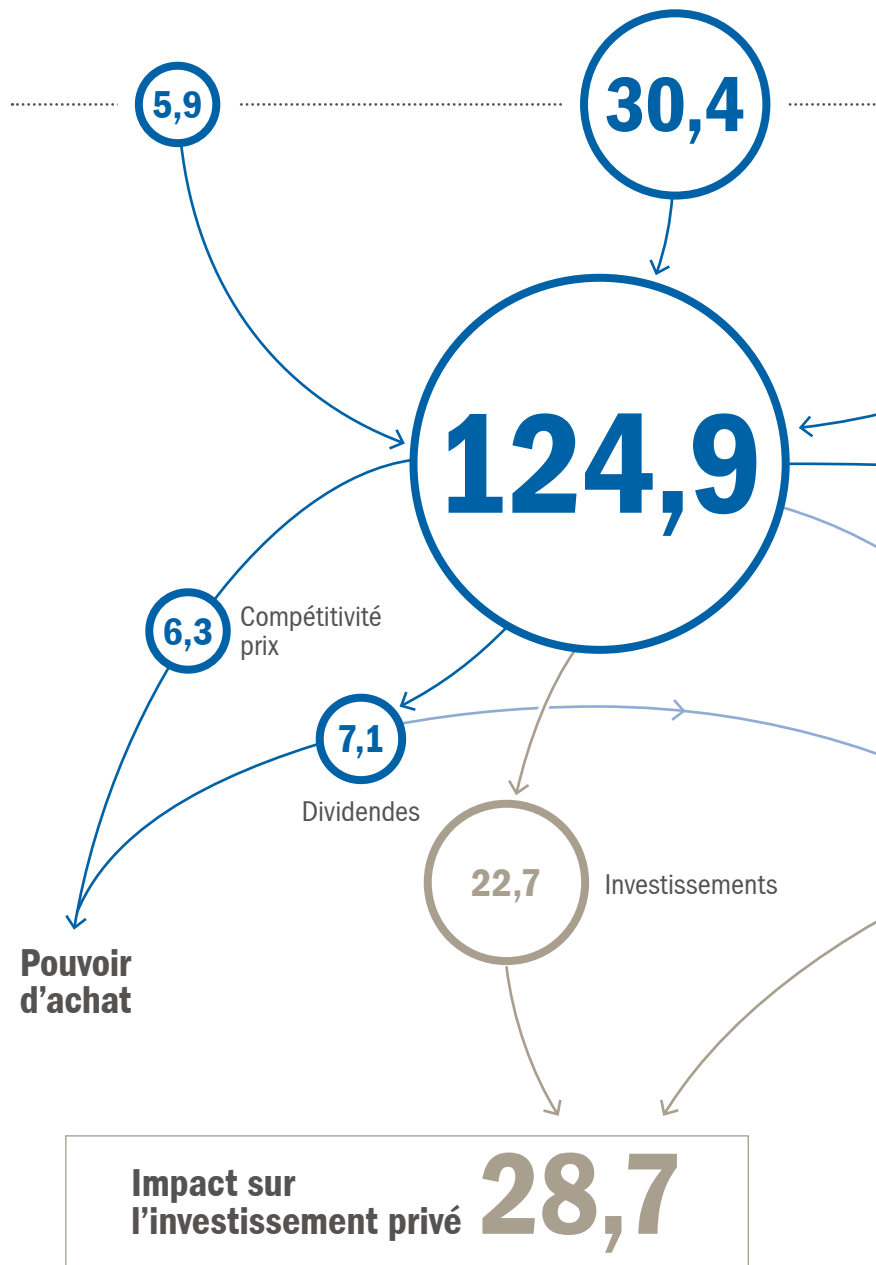 5,9
30,4
124,9
6,3
Compétitivité
prix
7,1
Dividendes
22,7
Investissements
Pouvoir
d’achat
Impact sur
l’investissement privé
28,7